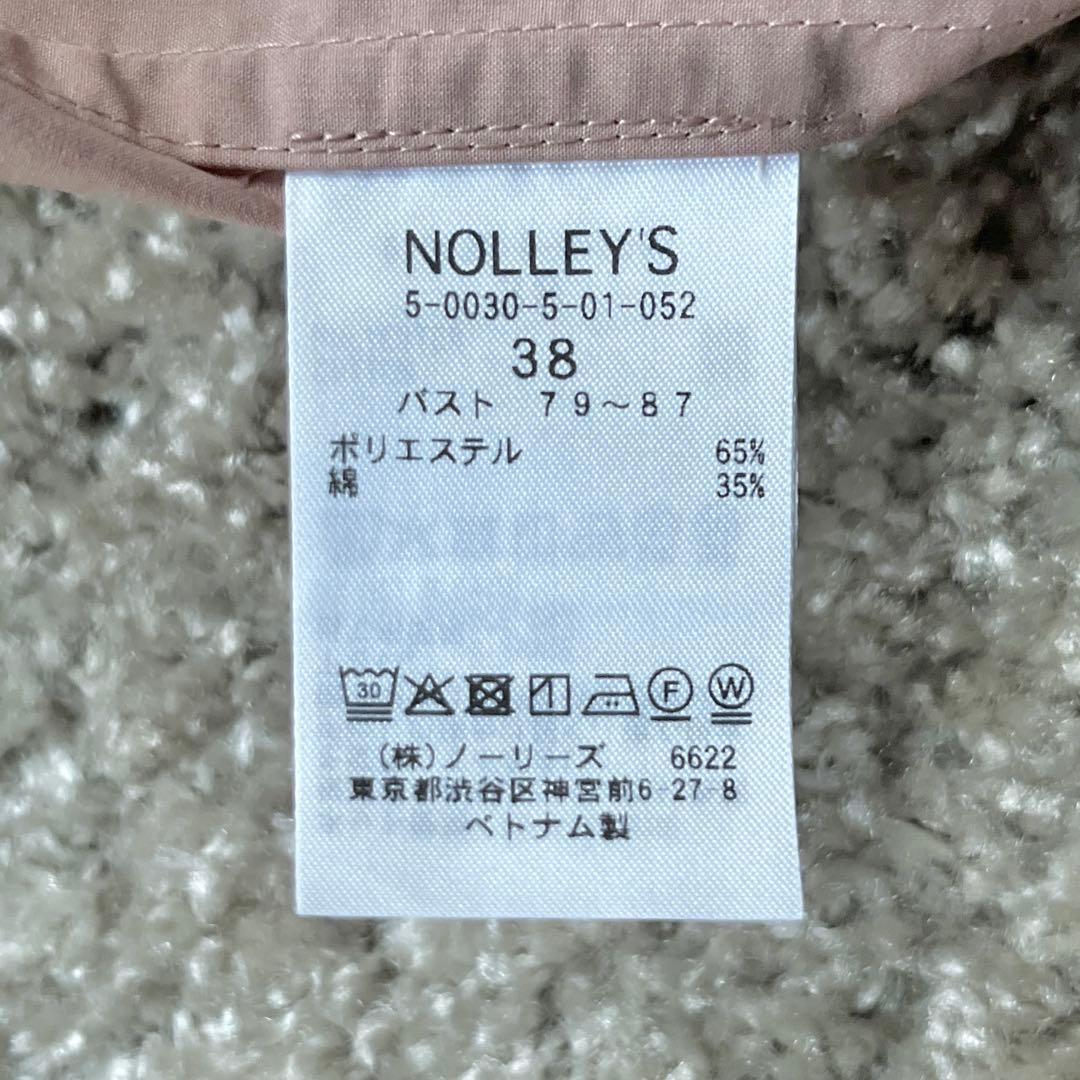 NOLLEY'S
5-0030-5-01-052
38
バスト 79～87
ポリエステル 65%
綿 35%
30 F W
(株)ノーリーズ 6622
東京都渋谷区神宮前6-27-8
ベトナム製